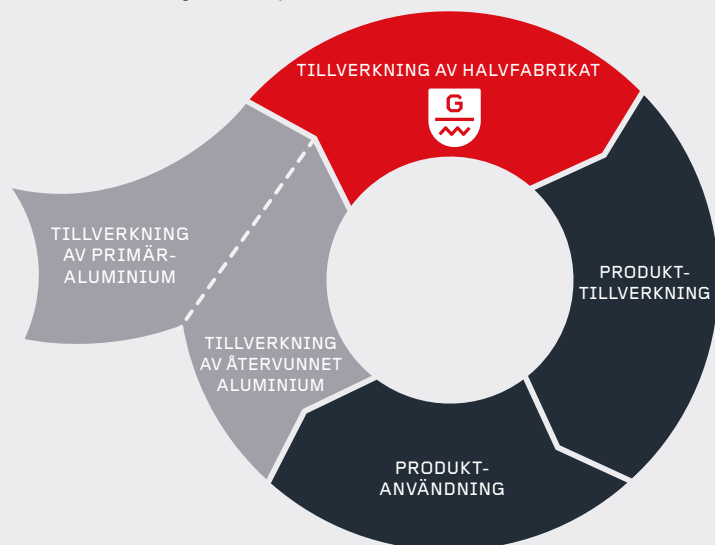 TILLVERKNING AV HALVFABRIKAT
G
TILLVERKNING
AV PRIMÄR-
ALUMINIUM
PRODUKT-
TILLVERKNING
TILLVERKNING
AV ÅTERVUNNET
ALUMINIUM
PRODUKT-
ANVÄNDNING